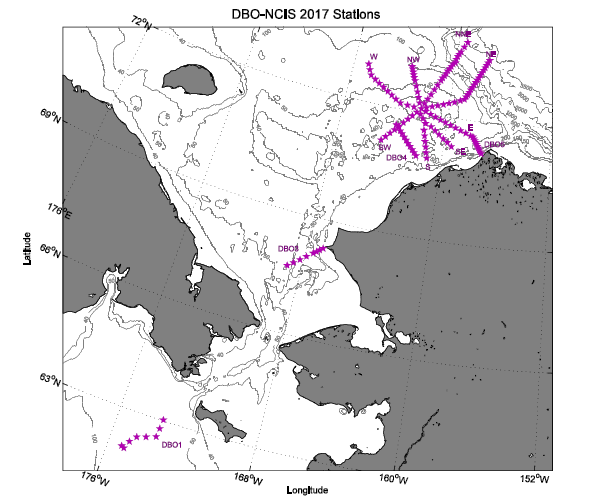 DBO-NCIS 2017 Stations
72°N
NNE
NE
W
NW
69°N
E
SW
DBO4
S
SE
DBO5
176°E
Latitude
66°N
DBO3
63°N
DBO1
176°W
168°W
160°W
152°W
Longitude